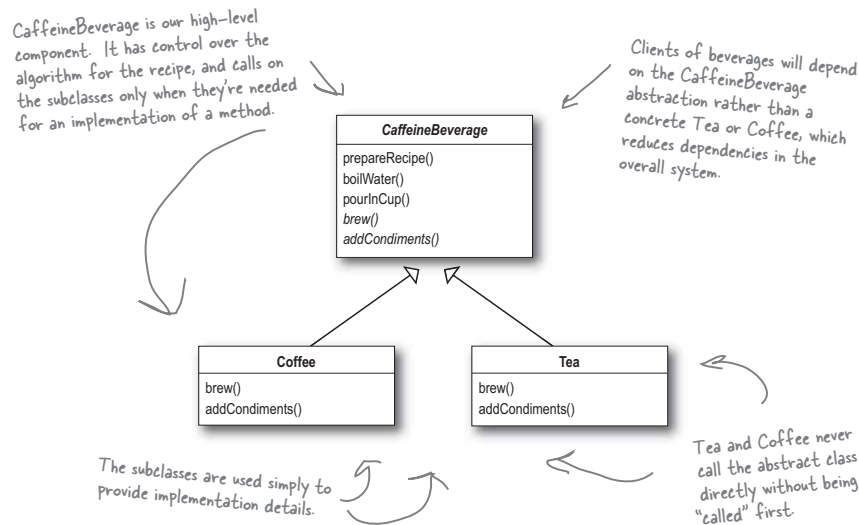 CaffeineBeverage is our high-level
component. It has control over the
algorithm for the recipe, and calls on
the subclasses only when they're needed
for an implementation of a method.
Clients of beverages will depend
on the CaffeineBeverage
abstraction rather than a
concrete Tea or Coffee, which
reduces dependencies in the
overall system.
CaffeineBeverage
prepareRecipe()
boilWater()
pourInCup()
brew()
addCondiments()
Coffee
brew()
addCondiments()
Tea
brew()
addCondiments()
The subclasses are used simply to
provide implementation details.
Tea and Coffee never
call the abstract class
directly without being
"called" first.